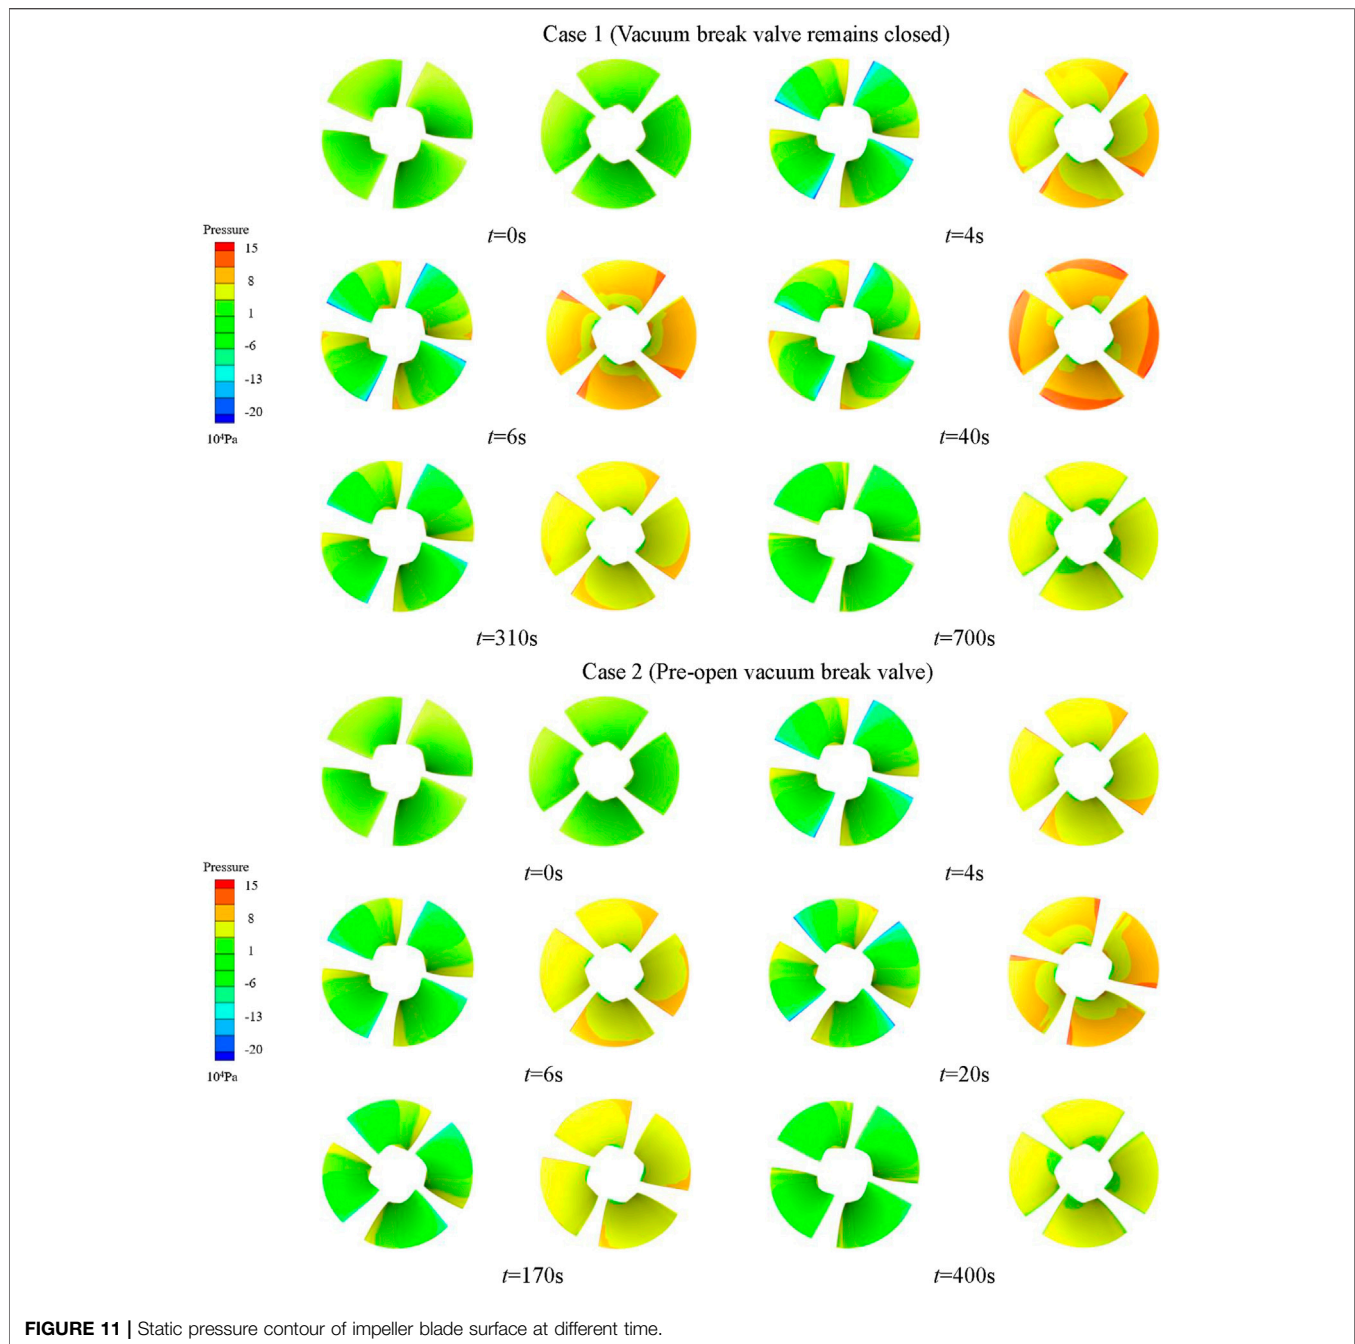 Case 1 (Vacuum break valve remains closed)
t=0s
t=4s
Pressure
15
8
1
-6
-13
-20
10⁴Pa
t=6s
t=40s
t=310s
t=700s
Case 2 (Pre-open vacuum break valve)
t=0s
t=4s
Pressure
15
8
1
-6
-13
-20
10⁴Pa
t=6s
t=20s
t=170s
t=400s
FIGURE 11 | Static pressure contour of impeller blade surface at different time.